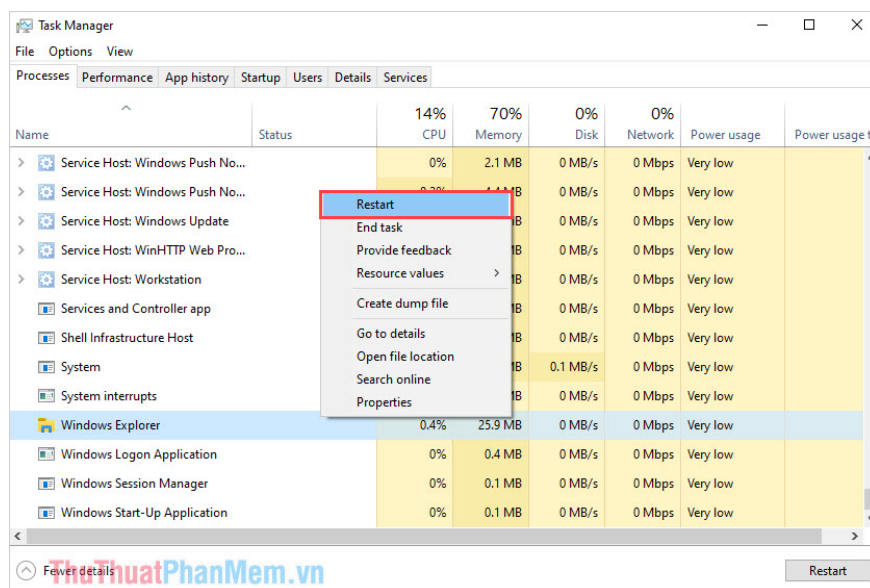 Task Manager
File Options View
Processes Performance App history Startup Users Details Services
14% 70% 0% 0%
Name Status CPU Memory Disk Network Power usage Power usage t
Service Host: Windows Push No... 0% 2.1 MB 0 MB/s 0 Mbps Very low
Service Host: Windows Push No... 0 MB/s 0 Mbps Very low
Restart
Service Host: Windows Update 0 MB/s 0 Mbps Very low
End task
Service Host: WinHTTP Web Pro... Provide feedback 0 MB/s 0 Mbps Very low
Service Host: Workstation Resource values 0 MB/s 0 Mbps Very low
Services and Controller app Create dump file 0 MB/s 0 Mbps Very low
Shell Infrastructure Host Go to details 0 MB/s 0 Mbps Very low
Open file location
System 0.1 MB/s 0 Mbps Very low
Search online
System interrupts Properties 0 MB/s 0 Mbps Very low
Windows Explorer 0.4% 25.9 MB 0 MB/s 0 Mbps Very low
Windows Logon Application 0% 0.4 MB 0 MB/s 0 Mbps Very low
Windows Session Manager 0% 0.1 MB 0 MB/s 0 Mbps Very low
Windows Start-Up Application 0% 0.1 MB 0 MB/s 0 Mbps Very low
Fewer details Restart
ThuThuatPhanMem.vn